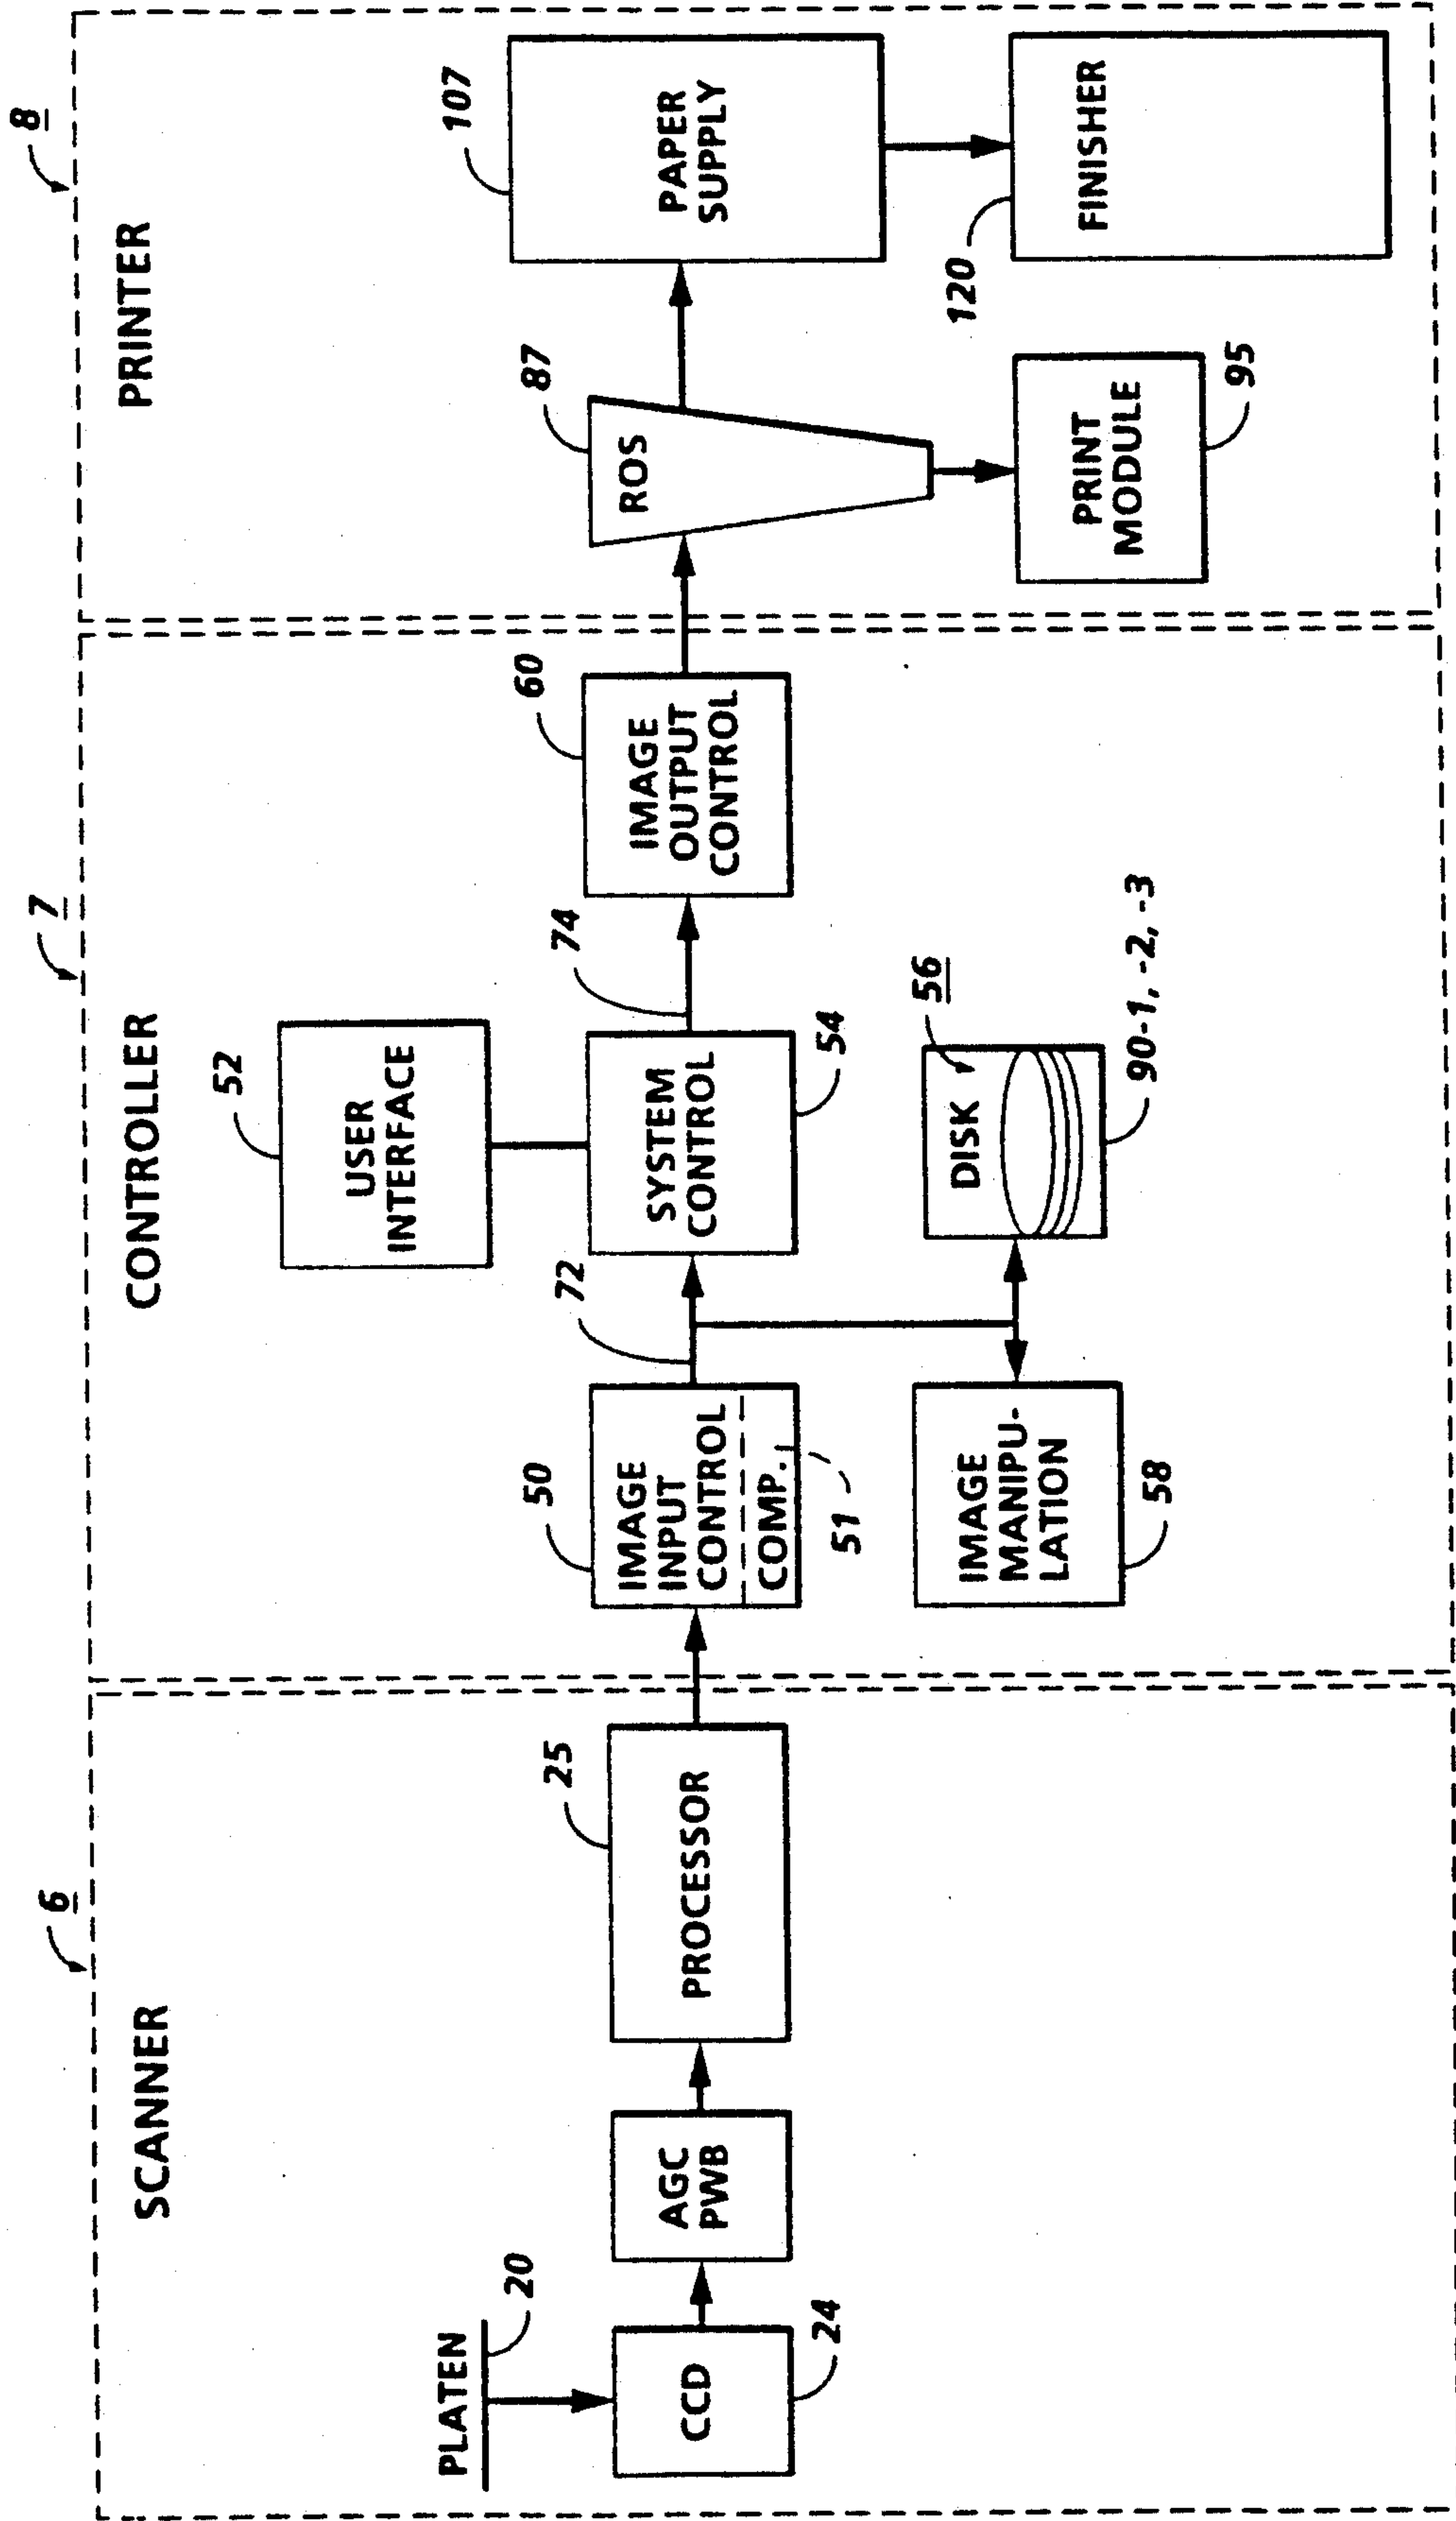 6
SCANNER
PLATEN
20
CCD
24
AGC
PWB
PROCESSOR
25
7
CONTROLLER
52
USER
INTERFACE
50
IMAGE
INPUT
CONTROL
COMP.
51
72
SYSTEM
CONTROL
54
74
IMAGE
OUTPUT
CONTROL
60
IMAGE
MANIPU-
LATION
58
DISK
56
90-1, -2, -3
8
PRINTER
ROS
87
PRINT
MODULE
95
PAPER
SUPPLY
107
FINISHER
120